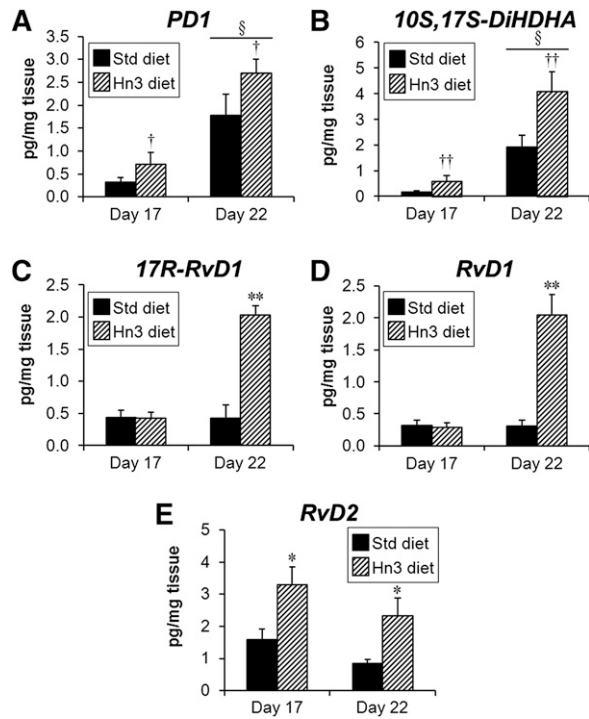 A PD1
§
3.5
3.0
2.5
2.0
1.5
1.0
0.5
0.0
pg/mg tissue
Std diet
Hn3 diet
†
†
Day 17 Day 22
B 10S,17S-DiHDHA
§
6
5
4
3
2
1
0
pg/mg tissue
Std diet
Hn3 diet
††
††
Day 17 Day 22
C 17R-RvD1
2.5
2.0
1.5
1.0
0.5
0.0
pg/mg tissue
Std diet
Hn3 diet
**
Day 17 Day 22
D RvD1
2.5
2.0
1.5
1.0
0.5
0.0
pg/mg tissue
Std diet
Hn3 diet
**
Day 17 Day 22
E RvD2
5
4
3
2
1
0
pg/mg tissue
Std diet
Hn3 diet
*
*
Day 17 Day 22